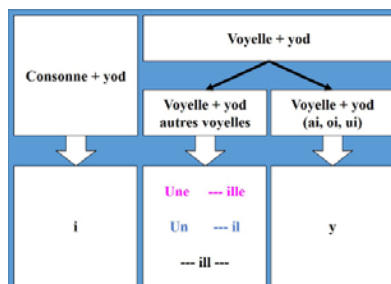 Consonne + yod
Voyelle + yod
Voyelle + yod
autres voyelles
Voyelle + yod
(ai, oi, ui)
i
Une --- ille
Un --- il
--- ill ---
y